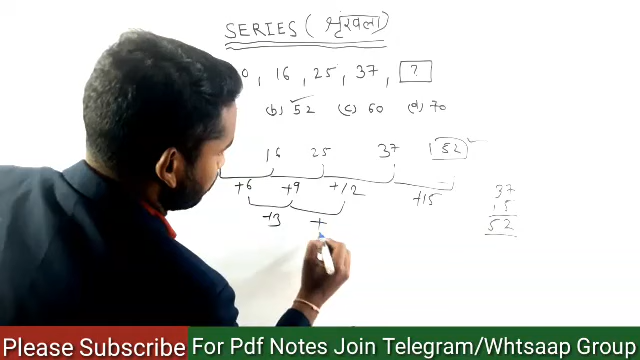 SERIES ( श्रृंखला )
0, 16, 25, 37, ?
(b) 52 (c) 60 (d) 70
16 25 37 52
+6 +9 +12 +15
+3 +
37
15
52
Please Subscribe For Pdf Notes Join Telegram/Whtsaap Group